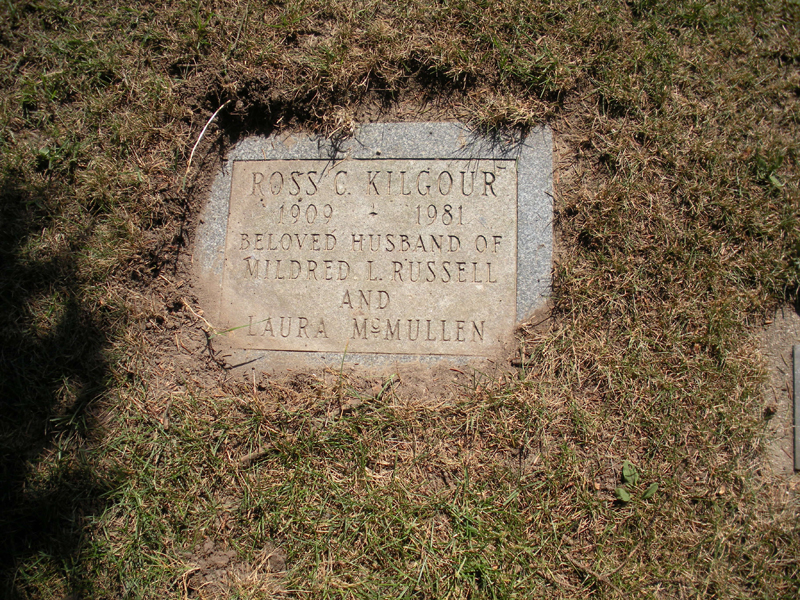 ROSS C. KILGOUR
1909 - 1981
BELOVED HUSBAND OF
MILDRED L. RUSSELL
AND
LAURA McMULLEN